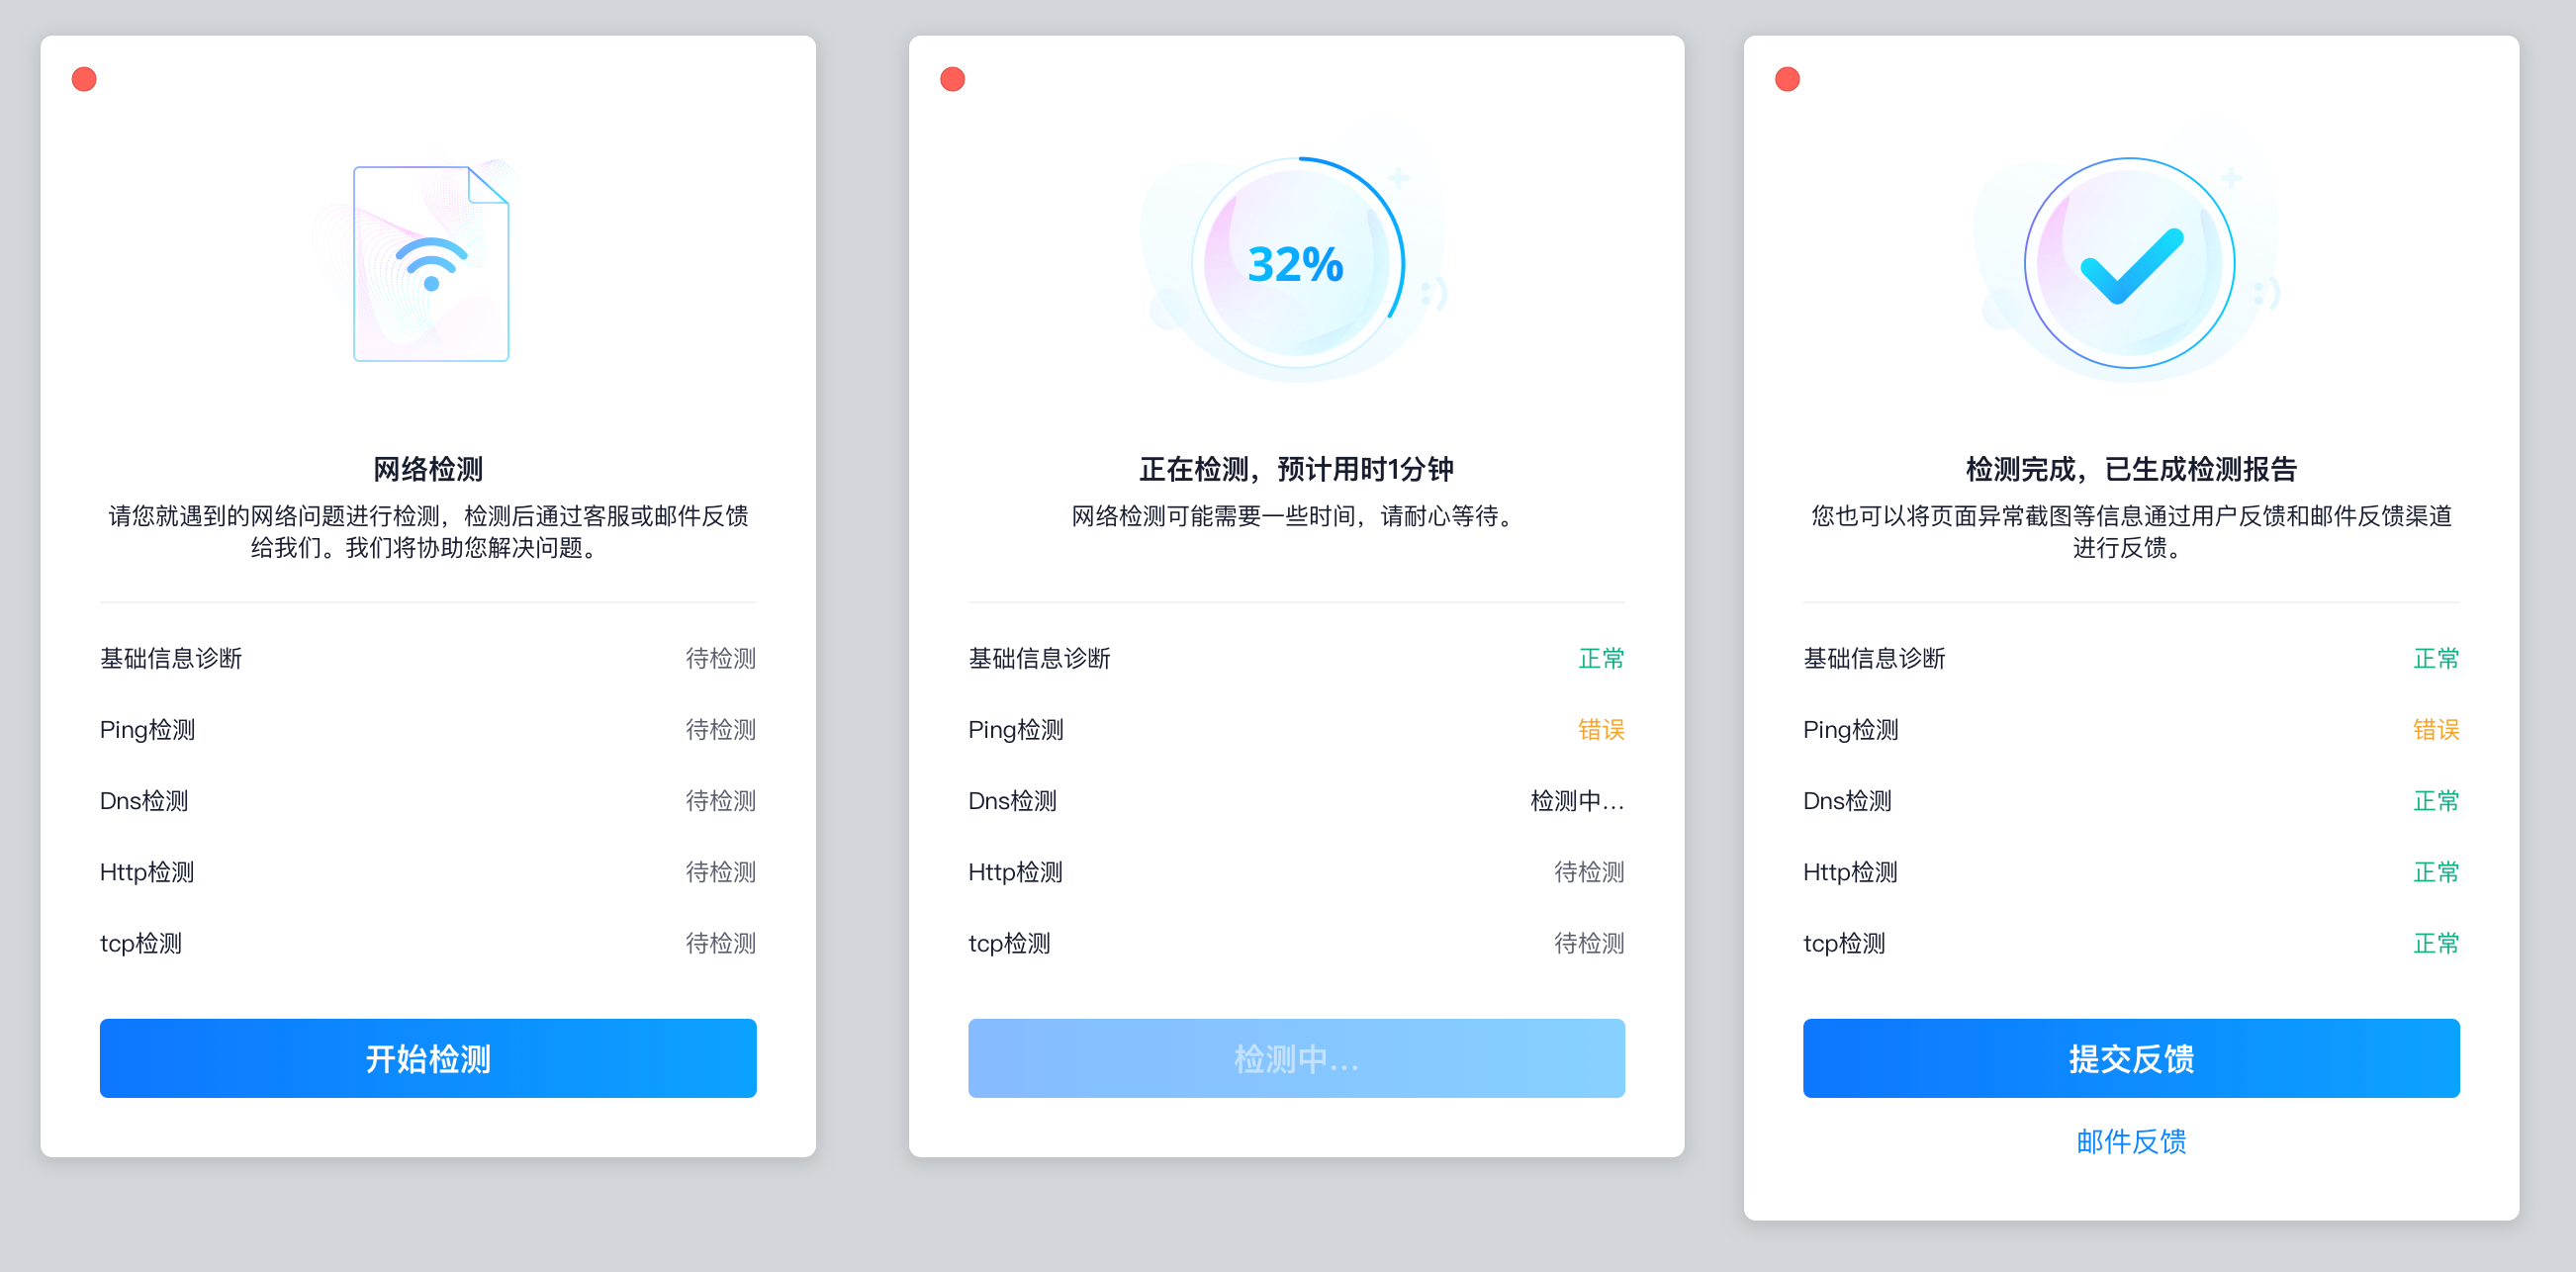 网络检测
请您就遇到的网络问题进行检测，检测后通过客服或邮件反馈
给我们。我们将协助您解决问题。
基础信息诊断 待检测
Ping检测 待检测
Dns检测 待检测
Http检测 待检测
tcp检测 待检测
开始检测
32%
正在检测，预计用时1分钟
网络检测可能需要一些时间，请耐心等待。
基础信息诊断 正常
Ping检测 错误
Dns检测 检测中...
Http检测 待检测
tcp检测 待检测
检测中...
检测完成，已生成检测报告
您也可以将页面异常截图等信息通过用户反馈和邮件反馈渠道
进行反馈。
基础信息诊断 正常
Ping检测 错误
Dns检测 正常
Http检测 正常
tcp检测 正常
提交反馈
邮件反馈